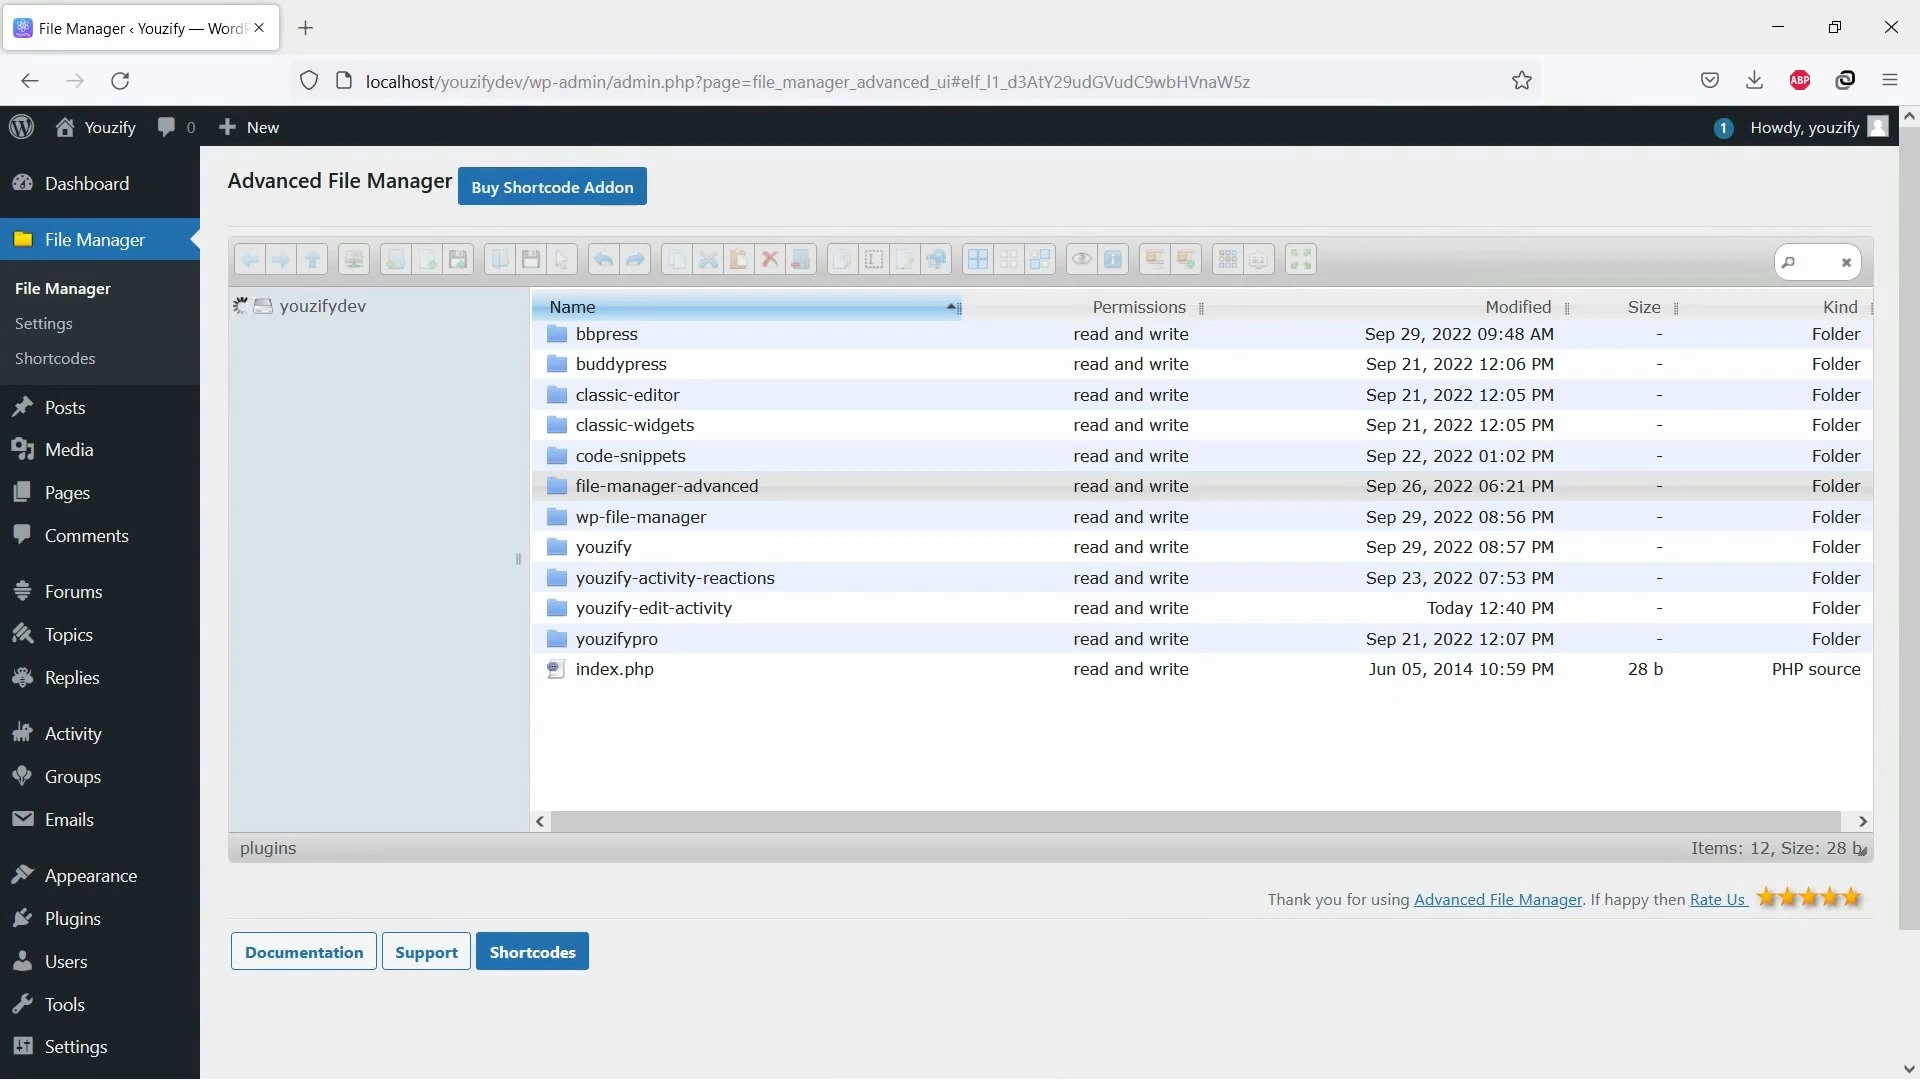 File Manager ‹ Youzify — WordP
localhost/youzifydev/wp-admin/admin.php?page=file_manager_advanced_ui#elf_l1_d3AtY29udGVudC9wbHVnaW5z
ABP
Youzify 0 New 1 Howdy, youzify
Dashboard
File Manager
File Manager
Settings
Shortcodes
Posts
Media
Pages
Comments
Forums
Topics
Replies
Activity
Groups
Emails
Appearance
Plugins
Users
Tools
Settings
Advanced File Manager Buy Shortcode Addon
youzifydev
Name Permissions Modified Size Kind
bbpress read and write Sep 29, 2022 09:48 AM - Folder
buddypress read and write Sep 21, 2022 12:06 PM - Folder
classic-editor read and write Sep 21, 2022 12:05 PM - Folder
classic-widgets read and write Sep 21, 2022 12:05 PM - Folder
code-snippets read and write Sep 22, 2022 01:02 PM - Folder
file-manager-advanced read and write Sep 26, 2022 06:21 PM - Folder
wp-file-manager read and write Sep 29, 2022 08:56 PM - Folder
youzify read and write Sep 29, 2022 08:57 PM - Folder
youzify-activity-reactions read and write Sep 23, 2022 07:53 PM - Folder
youzify-edit-activity read and write Today 12:40 PM - Folder
youzifypro read and write Sep 21, 2022 12:07 PM - Folder
index.php read and write Jun 05, 2014 10:59 PM 28 b PHP source
plugins Items: 12, Size: 28 b
Thank you for using Advanced File Manager. If happy then Rate Us
Documentation Support Shortcodes